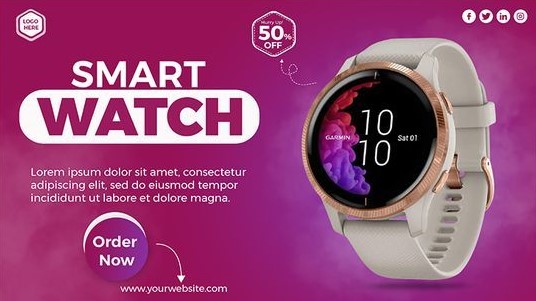 LOGO
HERE
Hurry Up!
50%
OFF
SMART
WATCH
GARMIN
10
10
Sat 01
Lorem ipsum dolor sit amet, consectetur
adipiscing elit, sed do eiusmod tempor
incididunt ut labore et dolore magna.
Order
Now
www.yourwebsite.com